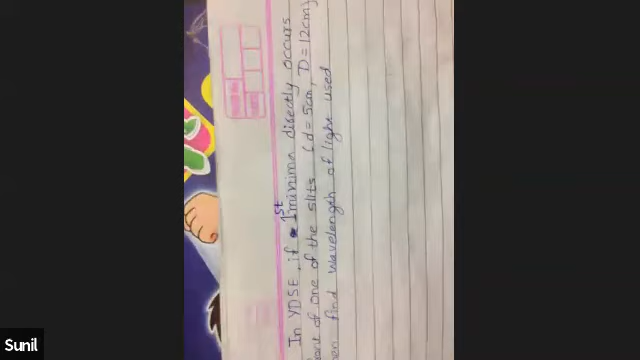 In YDSE, if 1st minima directly occurs
front of one of the slits (d = 5cm, D = 12cm)
find wavelength of light used
Sunil